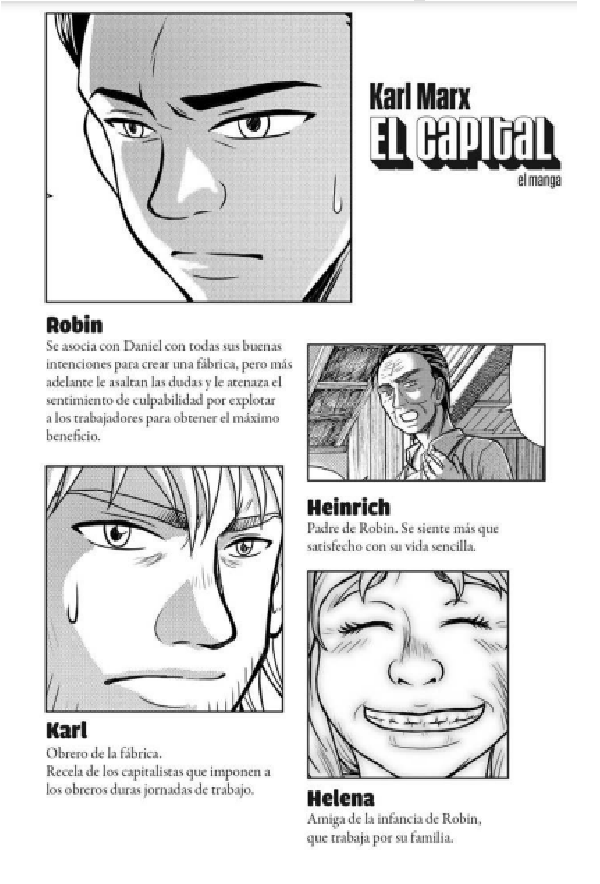 Karl Marx
EL CAPITAL
el manga
Robin
Se asocia con Daniel con todas sus buenas
intenciones para crear una fábrica, pero más
adelante le asaltan las dudas y le atenaza el
sentimiento de culpabilidad por explotar
a los trabajadores para obtener el máximo
beneficio.
Heinrich
Padre de Robin. Se siente más que
satisfecho con su vida sencilla.
Karl
Obrero de la fábrica.
Recela de los capitalistas que imponen a
los obreros duras jornadas de trabajo.
Helena
Amiga de la infancia de Robin,
que trabaja por su familia.